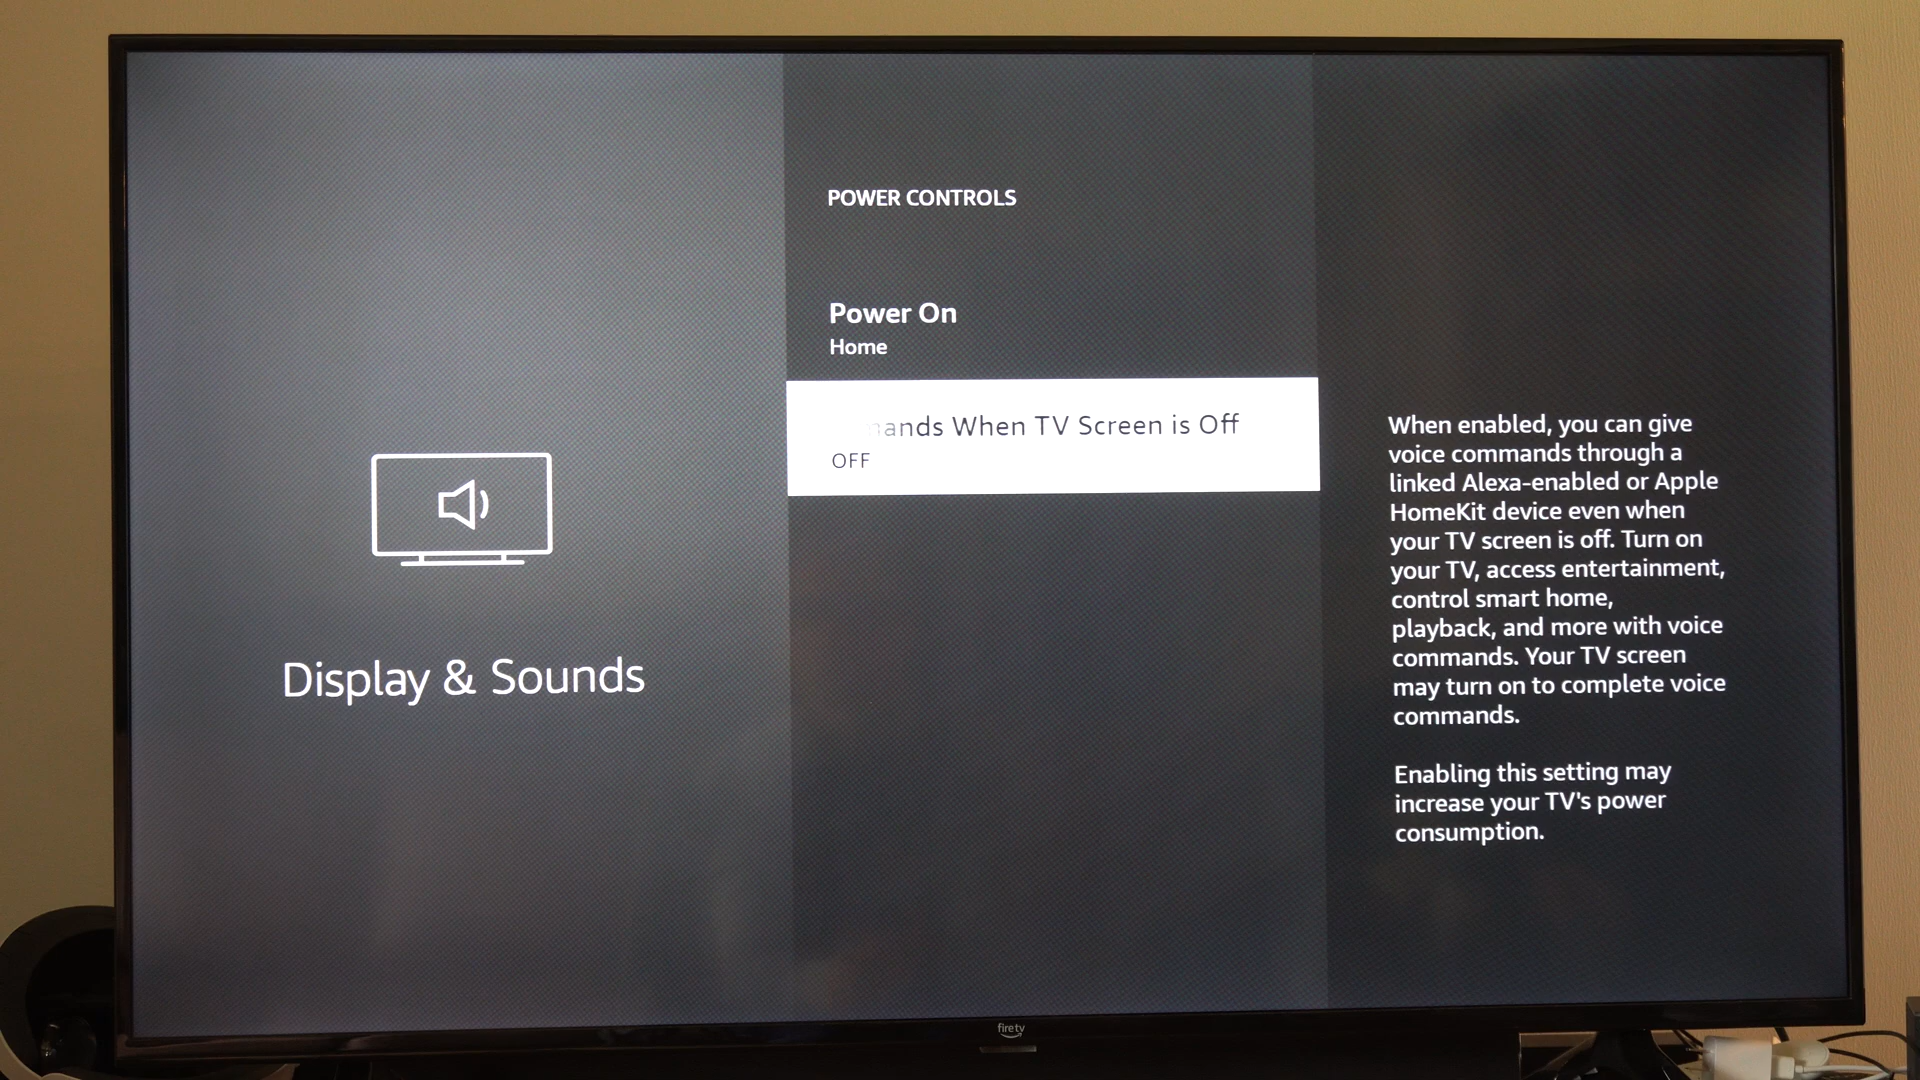 POWER CONTROLS
Power On
Home
ands When TV Screen is Off
OFF
Display & Sounds
When enabled, you can give
voice commands through a
linked Alexa-enabled or Apple
HomeKit device even when
your TV screen is off. Turn on
your TV, access entertainment,
control smart home,
playback, and more with voice
commands. Your TV screen
may turn on to complete voice
commands.
Enabling this setting may
increase your TV's power
consumption.
firetv